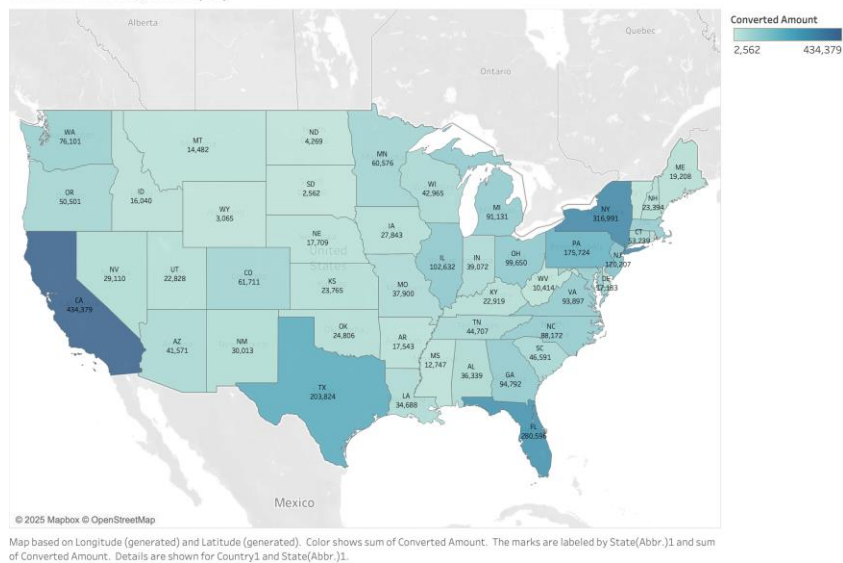 Alberta
Quebec
Ontario
Converted Amount
2,562 434,379
WA
76,101
MT
14,482
ND
4,269
MN
60,576
ME
19,208
OR
50,501
ID
16,040
SD
2,562
WI
42,965
MI
91,131
NY
316,991
NH
23,394
WY
3,065
CT
53,239
IA
27,843
NE
17,709
PA
175,724
NJ
120,207
NV
29,110
UT
22,828
CO
61,711
IL
102,632
IN
39,072
OH
99,650
United
States
KS
23,765
MO
37,900
WV
10,414
DE
VA
93,897
KY
22,919
CA
434,379
AZ
41,571
NM
30,013
OK
24,806
AR
17,543
TN
44,707
NC
88,172
SC
46,591
MS
12,747
AL
36,339
GA
94,792
TX
203,824
LA
34,688
FL
Mexico
© 2025 Mapbox © OpenStreetMap
Map based on Longitude (generated) and Latitude (generated). Color shows sum of Converted Amount. The marks are labeled by State(Abbr.)1 and sum
of Converted Amount. Details are shown for Country1 and State(Abbr.)1.